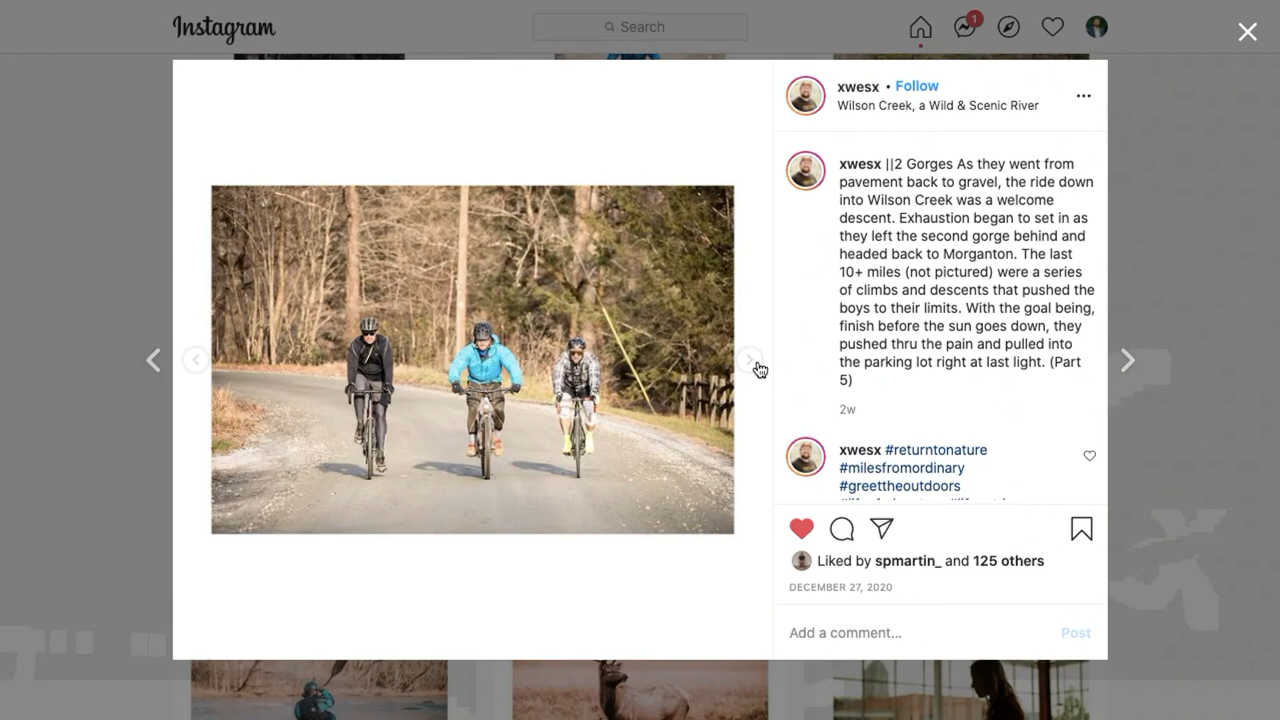 Instagram
Search
1
xwesx • Follow
Wilson Creek, a Wild & Scenic River
xwesx ||2 Gorges As they went from
pavement back to gravel, the ride down
into Wilson Creek was a welcome
descent. Exhaustion began to set in as
they left the second gorge behind and
headed back to Morganton. The last
10+ miles (not pictured) were a series
of climbs and descents that pushed the
boys to their limits. With the goal being,
finish before the sun goes down, they
pushed thru the pain and pulled into
the parking lot right at last light. (Part
5)
2w
xwesx #returntonature
#milesfromordinary
#greettheoutdoors
Liked by spmartin_ and 125 others
DECEMBER 27, 2020
Add a comment...
Post